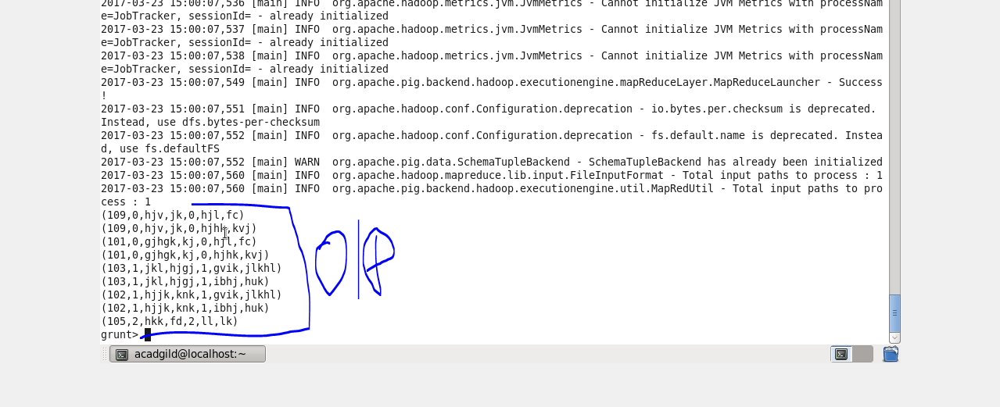 2017-03-23 15:00:07,536 [main] INFO  org.apache.hadoop.metrics.jvm.JvmMetrics - Cannot initialize JVM Metrics with processNam
e=JobTracker, sessionId= - already initialized
2017-03-23 15:00:07,537 [main] INFO  org.apache.hadoop.metrics.jvm.JvmMetrics - Cannot initialize JVM Metrics with processNam
e=JobTracker, sessionId= - already initialized
2017-03-23 15:00:07,538 [main] INFO  org.apache.hadoop.metrics.jvm.JvmMetrics - Cannot initialize JVM Metrics with processNam
e=JobTracker, sessionId= - already initialized
2017-03-23 15:00:07,549 [main] INFO  org.apache.pig.backend.hadoop.executionengine.mapReduceLayer.MapReduceLauncher - Success
!
2017-03-23 15:00:07,551 [main] INFO  org.apache.hadoop.conf.Configuration.deprecation - io.bytes.per.checksum is deprecated.
Instead, use dfs.bytes-per-checksum
2017-03-23 15:00:07,552 [main] INFO  org.apache.hadoop.conf.Configuration.deprecation - fs.default.name is deprecated. Instea
d, use fs.defaultFS
2017-03-23 15:00:07,552 [main] WARN  org.apache.pig.data.SchemaTupleBackend - SchemaTupleBackend has already been initialized
2017-03-23 15:00:07,560 [main] INFO  org.apache.hadoop.mapreduce.lib.input.FileInputFormat - Total input paths to process : 1
2017-03-23 15:00:07,560 [main] INFO  org.apache.pig.backend.hadoop.executionengine.util.MapRedUtil - Total input paths to pro
cess : 1
(109,0,hjv,jk,0,hjl,fc)
(109,0,hjv,jk,0,hjhk,kvj)
(101,0,gjhgk,kj,0,hjl,fc)
(101,0,gjhgk,kj,0,hjhk,kvj)
(103,1,jkl,hjgj,1,gvik,jlkhl)
(103,1,jkl,hjgj,1,ibhj,huk)
(102,1,hjjk,knk,1,gvik,jlkhl)
(102,1,hjjk,knk,1,ibhj,huk)
(105,2,hkk,fd,2,ll,lk)
O|P
grunt>
acadgild@localhost:~